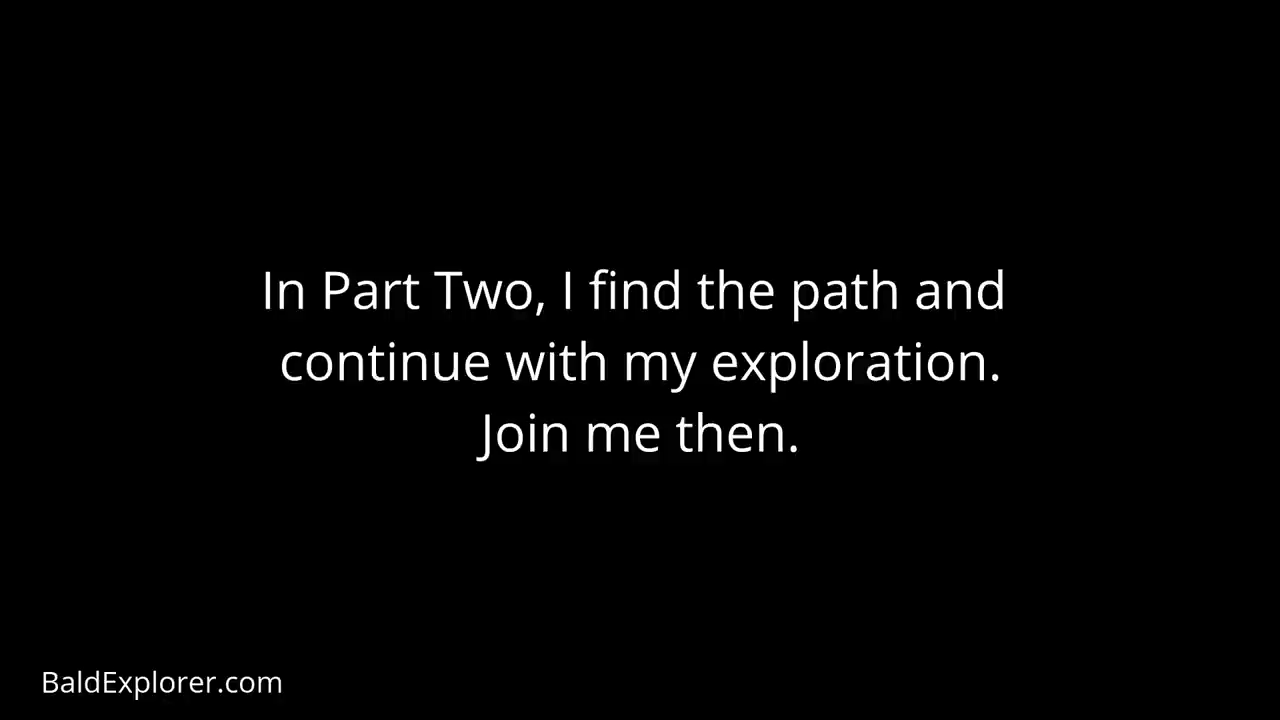 In Part Two, I find the path and
continue with my exploration.
Join me then.
BaldExplorer.com